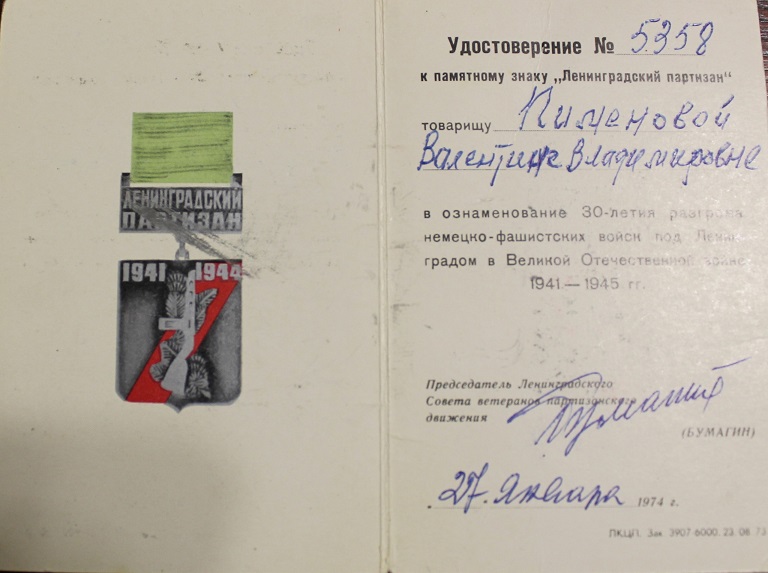 ЛЕНИНГРАДСКИЙ
ПАРТИЗАН
1941 1944
Удостоверение № 5358
к памятному знаку „Ленинградский партизан"
товарищу Пименовой
Валентине Владимировне
в ознаменование 30-летия разгрома
немецко-фашистских войск под Ленин-
градом в Великой Отечественной войне
1941—1945 гг.
Председатель Ленинградского
Совета ветеранов партизанского
движения
(БУМАГИН)
27. Января 1974 г.
ПКЦП. Зак. 3907-6000. 23. 08. 73